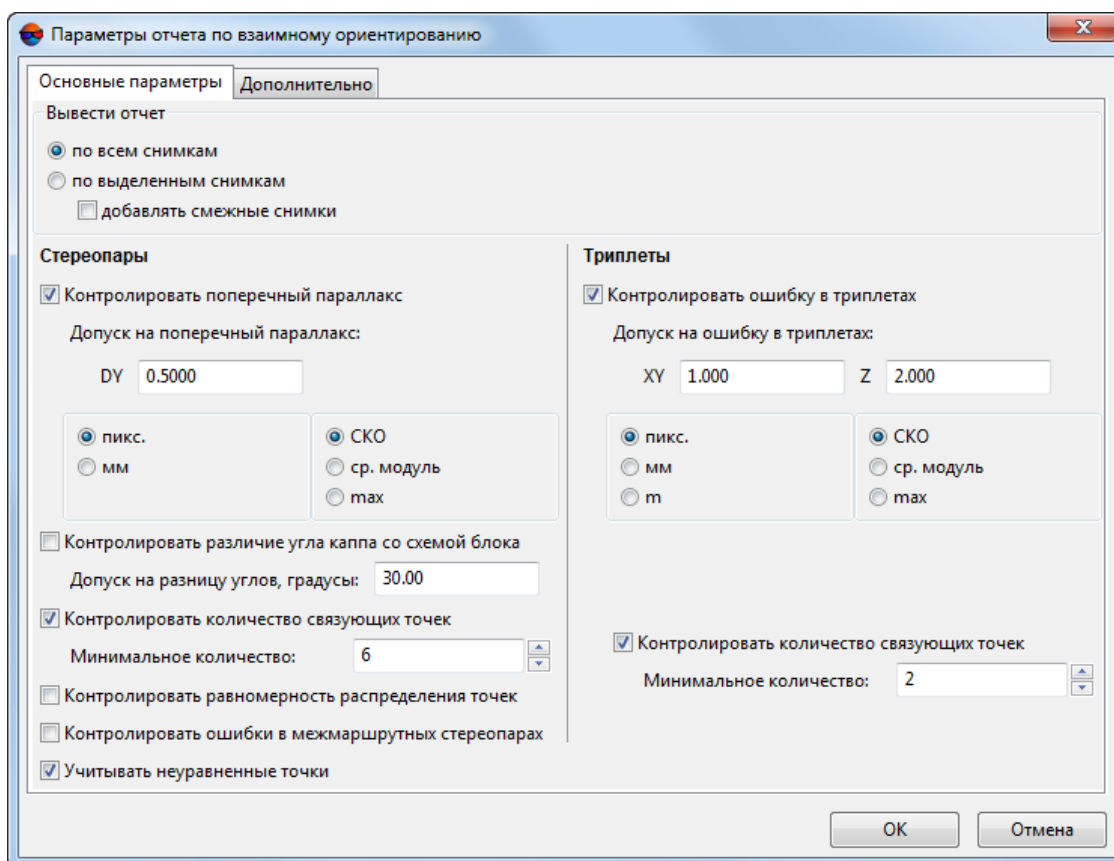 Параметры отчета по взаимному ориентированию
Основные параметры
Дополнительно
Вывести отчет
по всем снимкам
по выделенным снимкам
добавлять смежные снимки
Стереопары
Контролировать поперечный параллакс
Допуск на поперечный параллакс:
DY 0.5000
пикс.
мм
СКО
ср. модуль
max
Контролировать различие угла каппа со схемой блока
Допуск на разницу углов, градусы: 30.00
Контролировать количество связующих точек
Минимальное количество: 6
Контролировать равномерность распределения точек
Контролировать ошибки в межмаршрутных стереопарах
Учитывать неуравненные точки
Триплеты
Контролировать ошибку в триплетах
Допуск на ошибку в триплетах:
XY 1.000 Z 2.000
пикс.
мм
m
СКО
ср. модуль
max
Контролировать количество связующих точек
Минимальное количество: 2
OK
Отмена